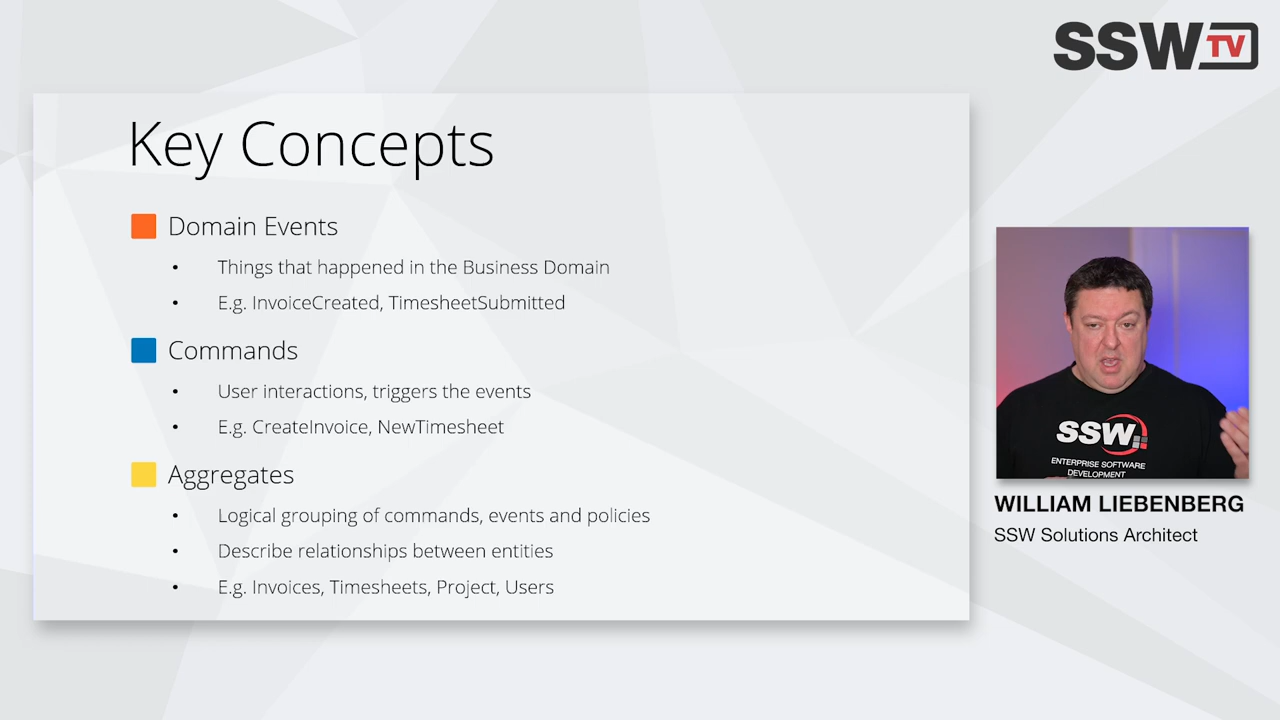 SSW TV
Key Concepts
Domain Events
• Things that happened in the Business Domain
• E.g. InvoiceCreated, TimesheetSubmitted
Commands
• User interactions, triggers the events
• E.g. CreateInvoice, NewTimesheet
Aggregates
• Logical grouping of commands, events and policies
• Describe relationships between entities
• E.g. Invoices, Timesheets, Project, Users
SSW
ENTERPRISE SOFTWARE
DEVELOPMENT
WILLIAM LIEBENBERG
SSW Solutions Architect